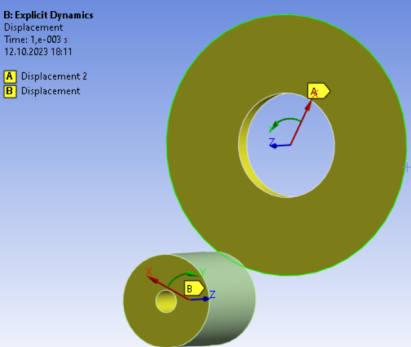 B: Explicit Dynamics
Displacement
Time: 1,e-003 s
12.10.2023 18:11
A Displacement 2
B Displacement
A
X
Z
X
Y
B
Z